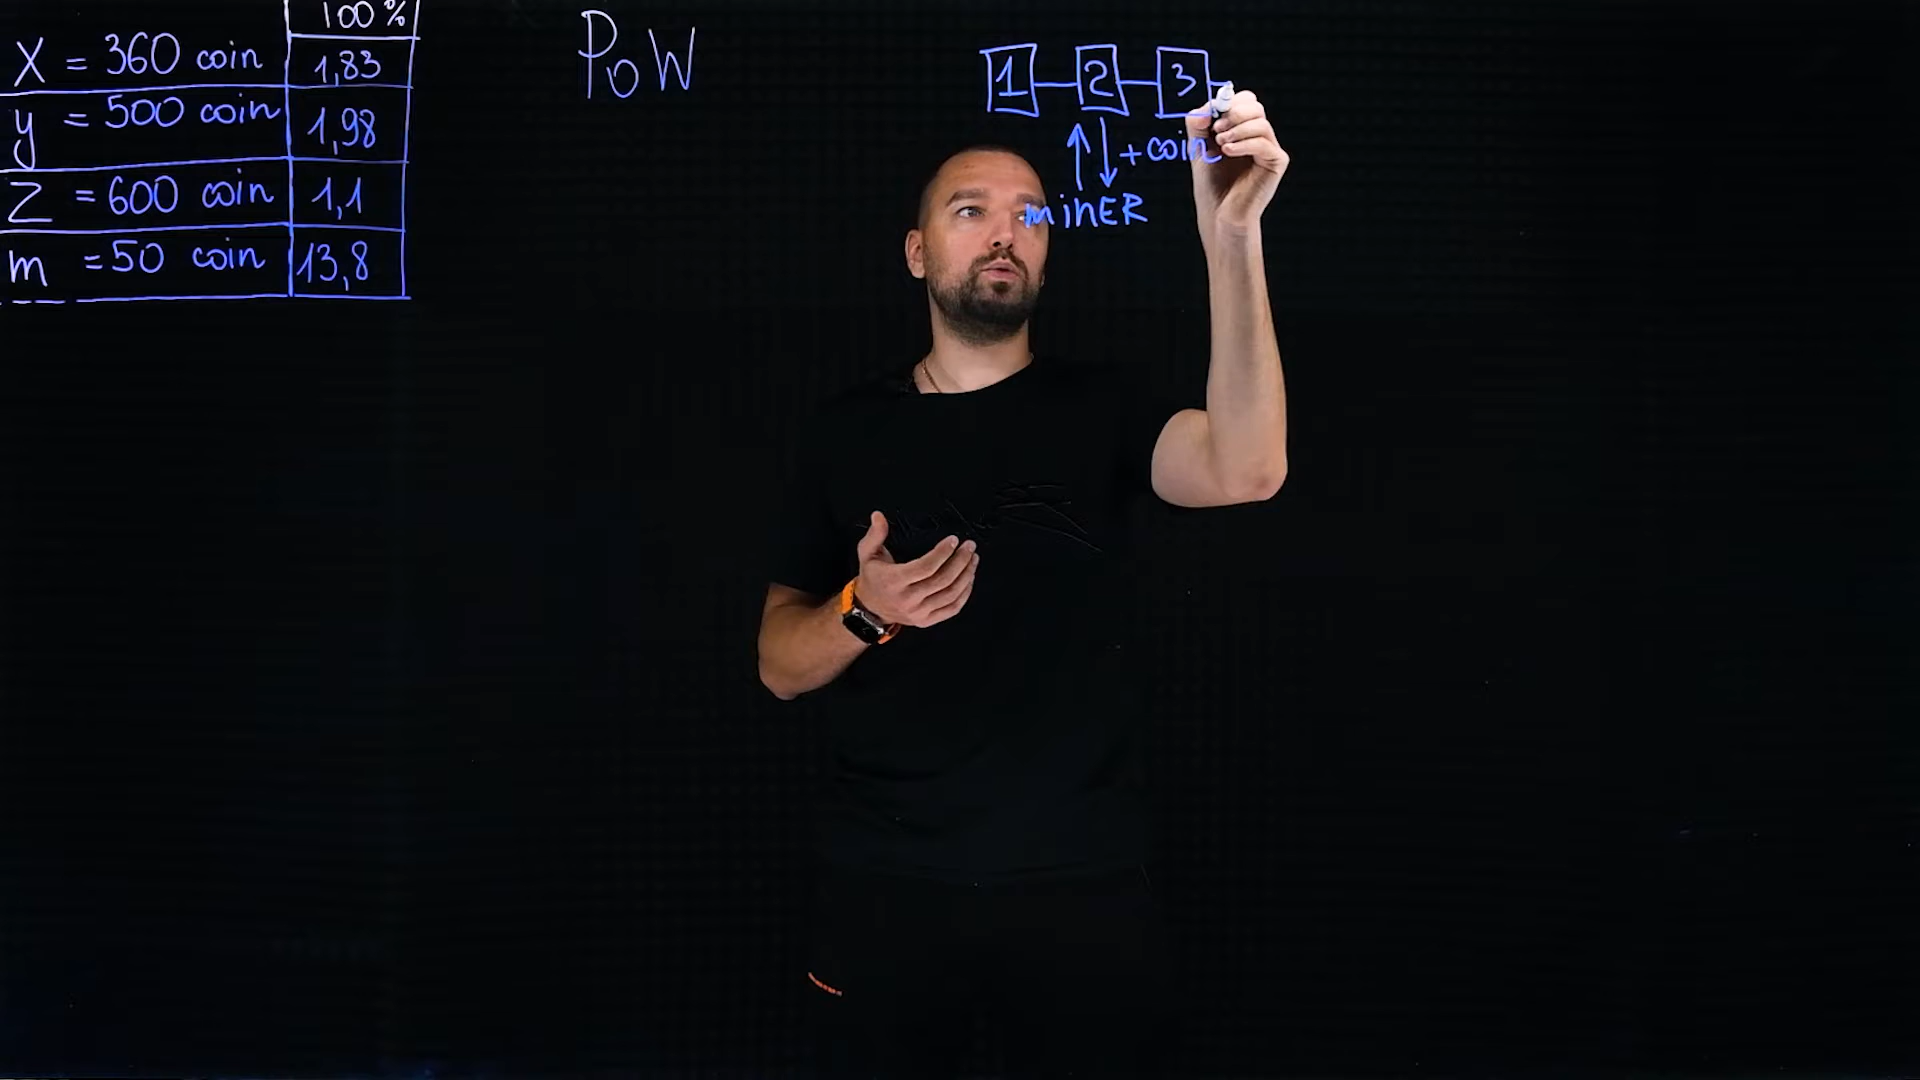 100%
X = 360 coin 1,83
y = 500 coin 1,98
Z = 600 coin 1,1
m = 50 coin 13,8
PoW
1 2 3
+ coin
minER